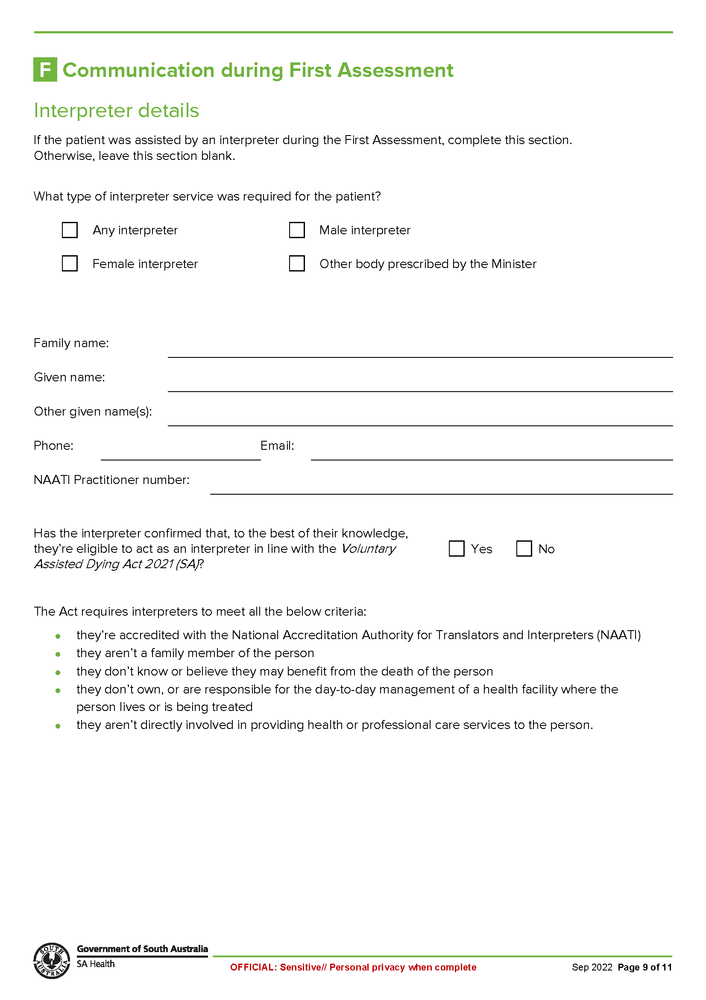 F Communication during First Assessment
Interpreter details
If the patient was assisted by an interpreter during the First Assessment, complete this section.
Otherwise, leave this section blank.
What type of interpreter service was required for the patient?
Any interpreter
Male interpreter
Female interpreter
Other body prescribed by the Minister
Family name:
Given name:
Other given name(s):
Phone:
Email:
NAATI Practitioner number:
Has the interpreter confirmed that, to the best of their knowledge,
they’re eligible to act as an interpreter in line with the Voluntary
Assisted Dying Act 2021 (SA)?
Yes
No
The Act requires interpreters to meet all the below criteria:
• they’re accredited with the National Accreditation Authority for Translators and Interpreters (NAATI)
• they aren’t a family member of the person
• they don’t know or believe they may benefit from the death of the person
• they don’t own, or are responsible for the day-to-day management of a health facility where the
person lives or is being treated
• they aren’t directly involved in providing health or professional care services to the person.
SOUTH AUSTRALIA
Government of South Australia
SA Health
OFFICIAL: Sensitive// Personal privacy when complete
Sep 2022 Page 9 of 11